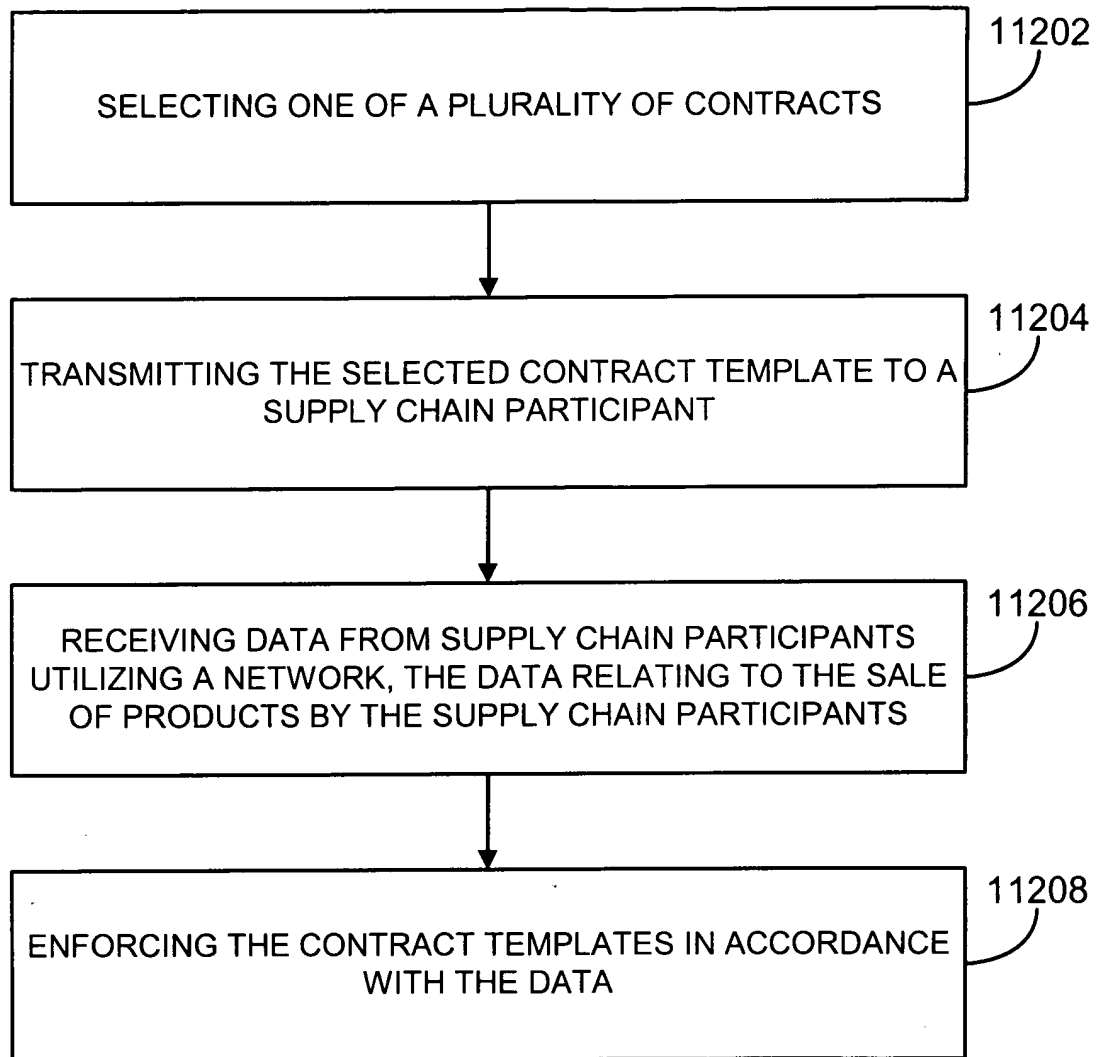 11202
SELECTING ONE OF A PLURALITY OF CONTRACTS
11204
TRANSMITTING THE SELECTED CONTRACT TEMPLATE TO A
SUPPLY CHAIN PARTICIPANT
11206
RECEIVING DATA FROM SUPPLY CHAIN PARTICIPANTS
UTILIZING A NETWORK, THE DATA RELATING TO THE SALE
OF PRODUCTS BY THE SUPPLY CHAIN PARTICIPANTS
11208
ENFORCING THE CONTRACT TEMPLATES IN ACCORDANCE
WITH THE DATA